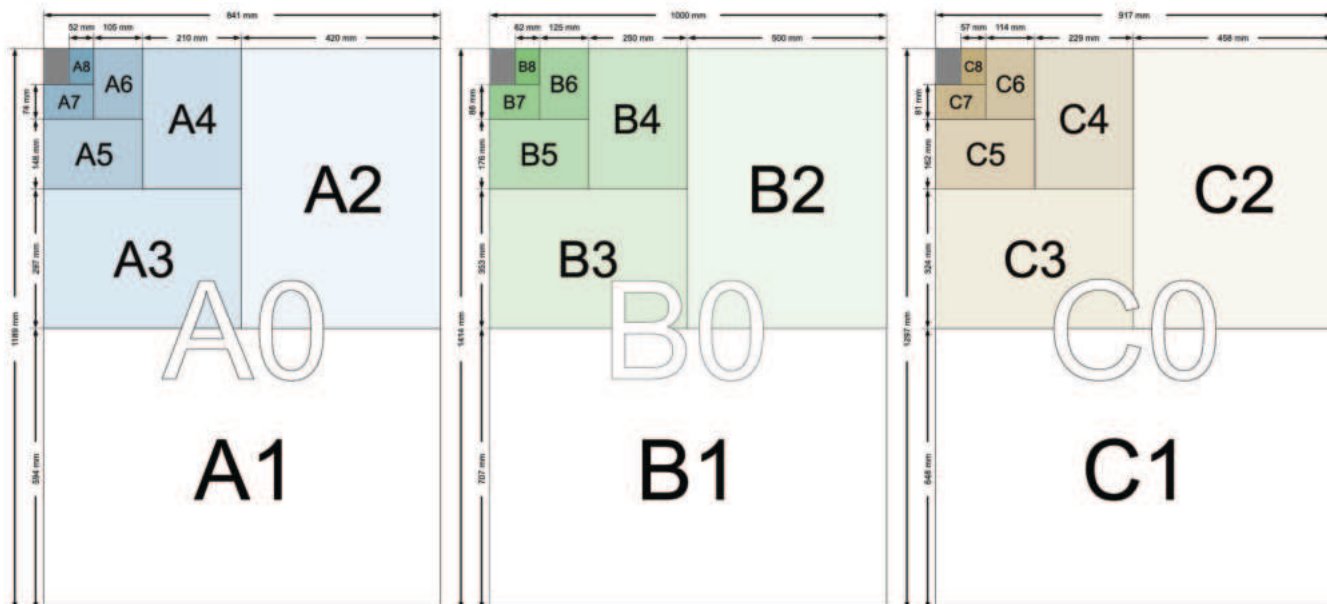 841 mm
52 mm 105 mm
210 mm
420 mm
A8
A6
A7
A4
A5
A2
A3
A0
A1
74 mm
148 mm
297 mm
594 mm
1189 mm
1000 mm
62 mm 125 mm
250 mm
500 mm
B8
B6
B7
B4
B5
B2
B3
B0
B1
88 mm
176 mm
353 mm
707 mm
1414 mm
917 mm
57 mm 114 mm
229 mm
458 mm
C8
C6
C7
C4
C5
C2
C3
C0
C1
81 mm
162 mm
324 mm
648 mm
1297 mm